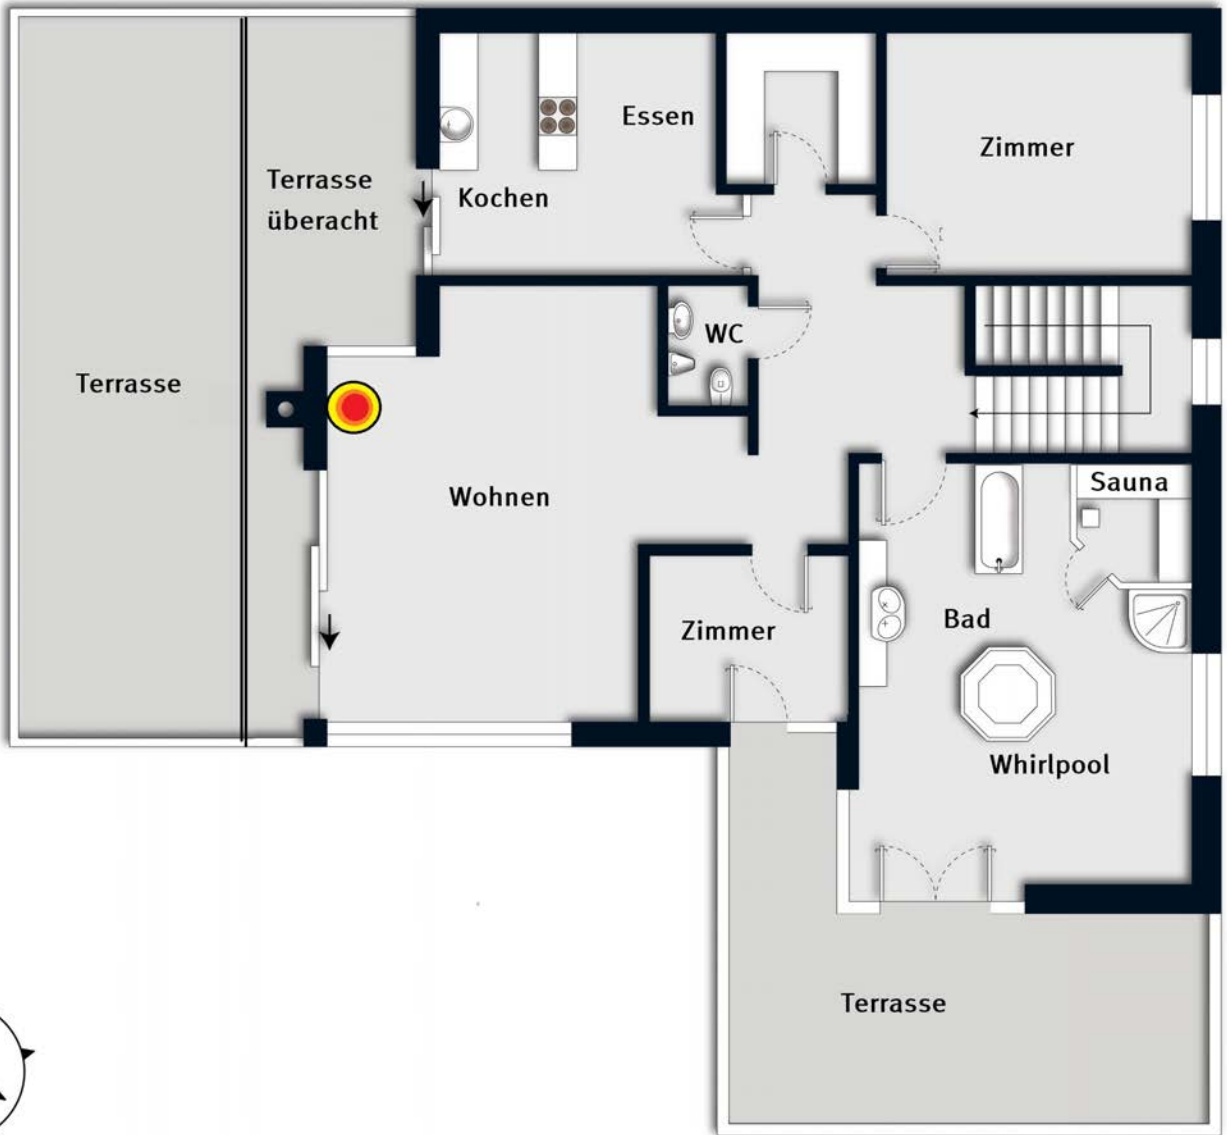 Essen
Zimmer
Terrasse
überacht
Kochen
WC
Terrasse
Sauna
Wohnen
Bad
Zimmer
Whirlpool
Terrasse